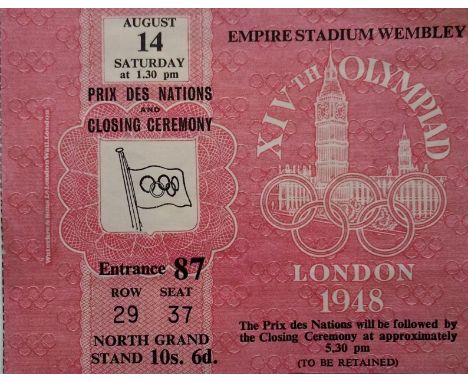 AUGUST
14
SATURDAY
at 1.30 pm
PRIX DES NATIONS
AND
CLOSING CEREMONY
Entrance 87
ROW SEAT
29 37
NORTH GRAND
STAND 10s. 6d.
EMPIRE STADIUM WEMBLEY
XIVTH OLYMPIAD
LONDON
1948
The Prix des Nations will be followed by
the Closing Ceremony at approximately
5.30 pm
(TO BE RETAINED)